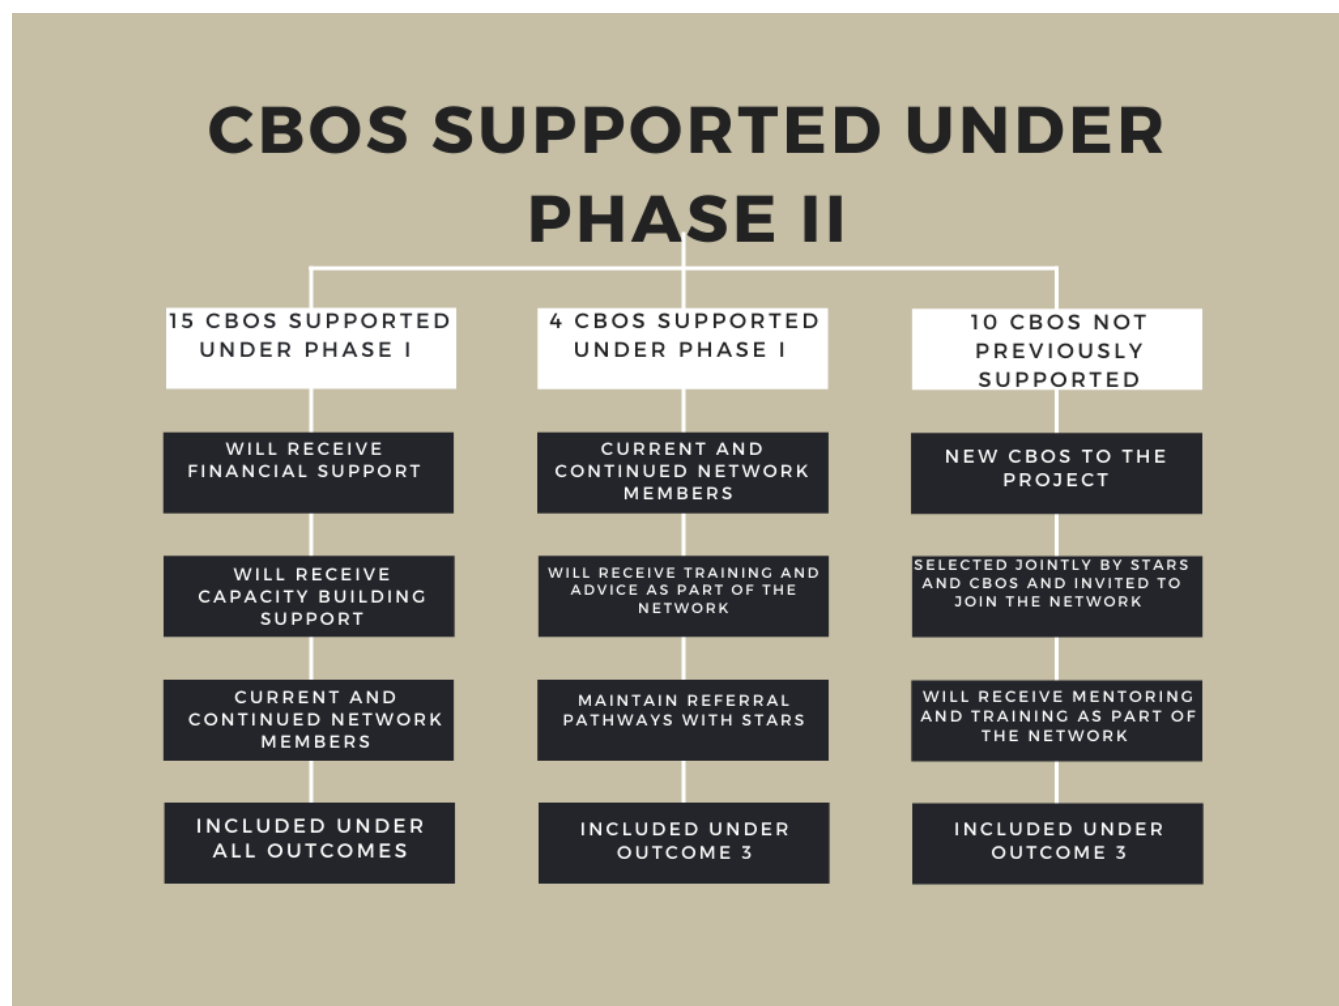 CBOS SUPPORTED UNDER
PHASE II
15 CBOS SUPPORTED
UNDER PHASE I
WILL RECEIVE
FINANCIAL SUPPORT
WILL RECEIVE
CAPACITY BUILDING
SUPPORT
CURRENT AND
CONTINUED NETWORK
MEMBERS
INCLUDED UNDER
ALL OUTCOMES
4 CBOS SUPPORTED
UNDER PHASE I
CURRENT AND
CONTINUED NETWORK
MEMBERS
WILL RECEIVE TRAINING AND
ADVICE AS PART OF THE
NETWORK
MAINTAIN REFERRAL
PATHWAYS WITH STARS
INCLUDED UNDER
OUTCOME 3
10 CBOS NOT
PREVIOUSLY
SUPPORTED
NEW CBOS TO THE
PROJECT
SELECTED JOINTLY BY STARS
AND CBOS AND INVITED TO
JOIN THE NETWORK
WILL RECEIVE MENTORING
AND TRAINING AS PART OF
THE NETWORK
INCLUDED UNDER
OUTCOME 3